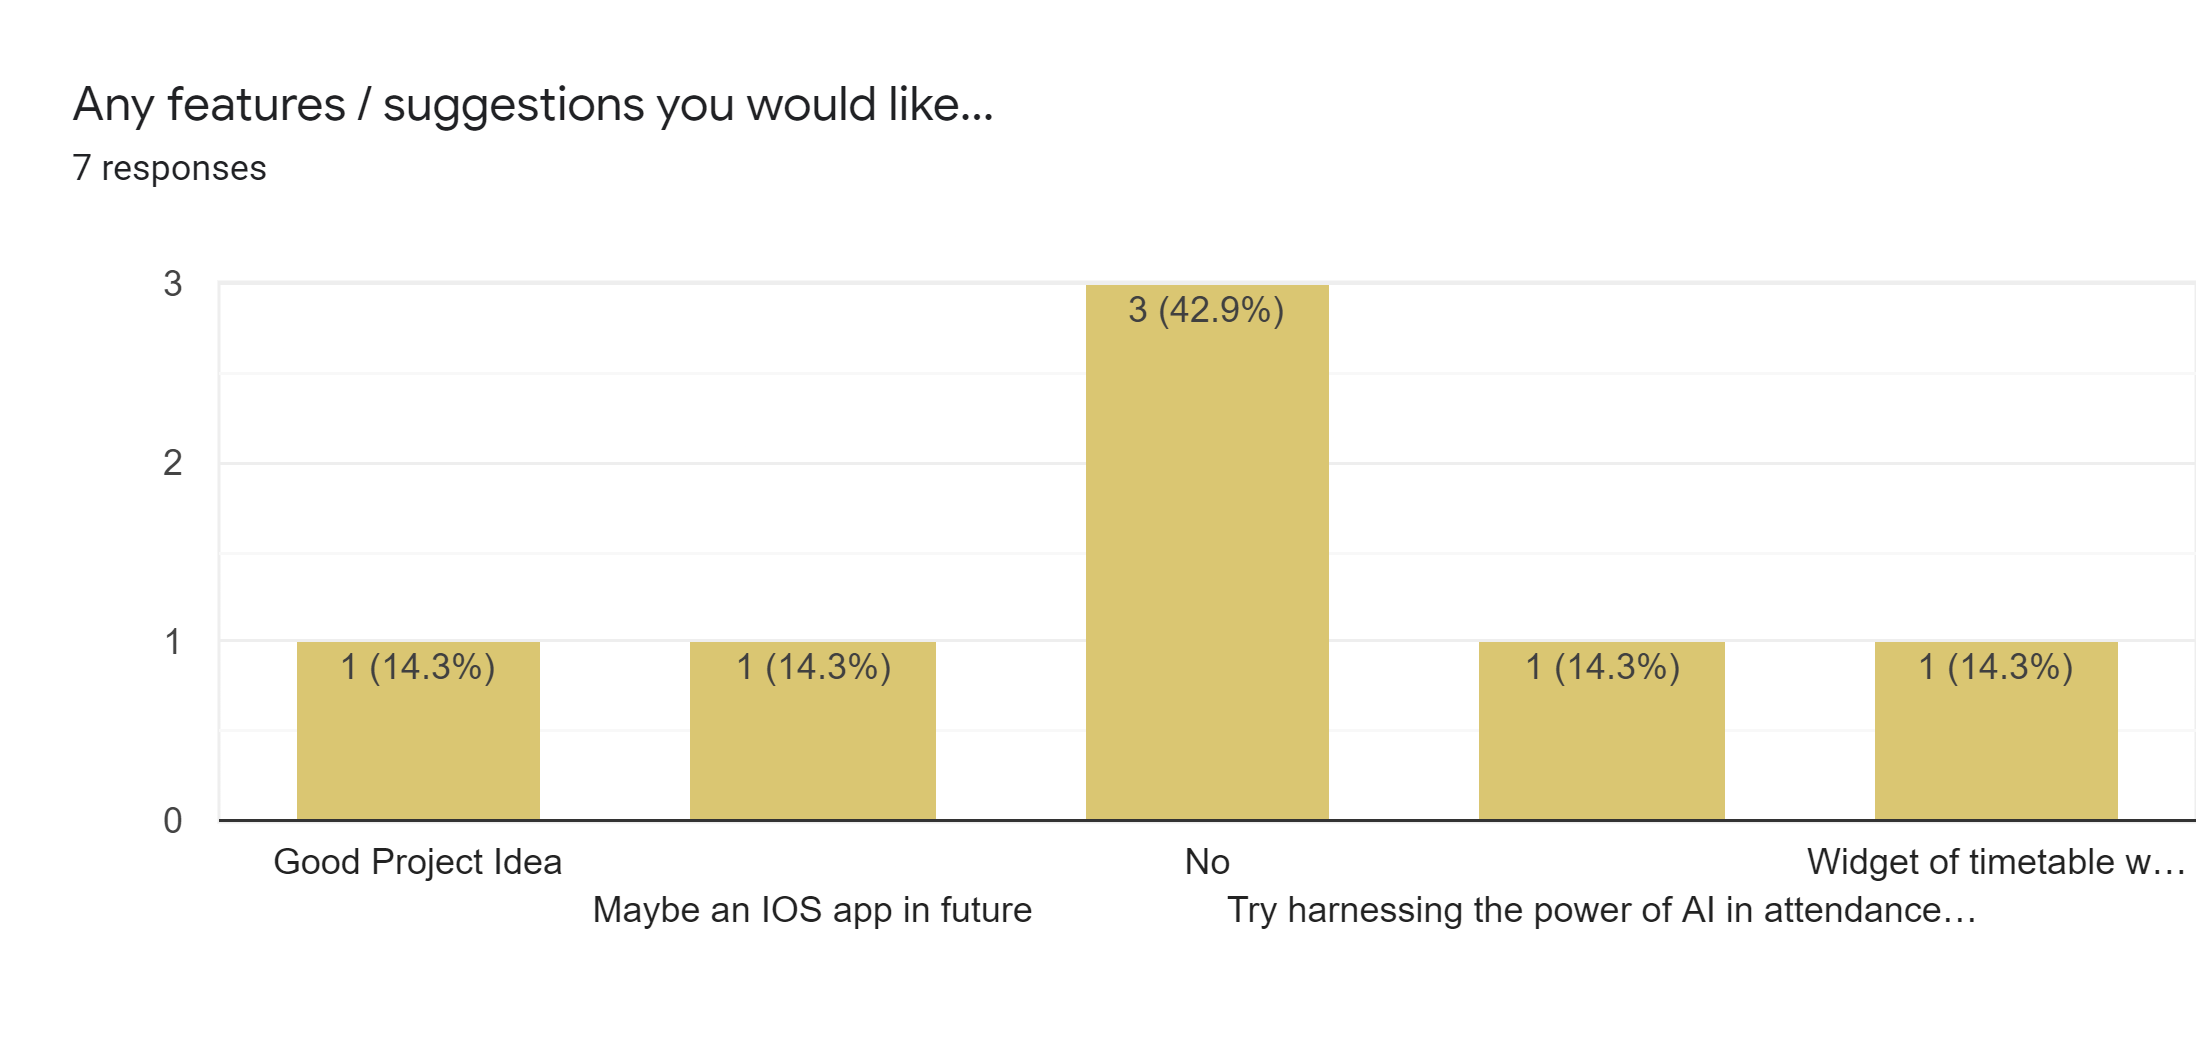 Any features / suggestions you would like...
7 responses
3
3 (42.9%)
2
1
1 (14.3%)
1 (14.3%)
1 (14.3%)
1 (14.3%)
0
Good Project Idea
No
Widget of timetable w…
Maybe an IOS app in future
Try harnessing the power of AI in attendance…